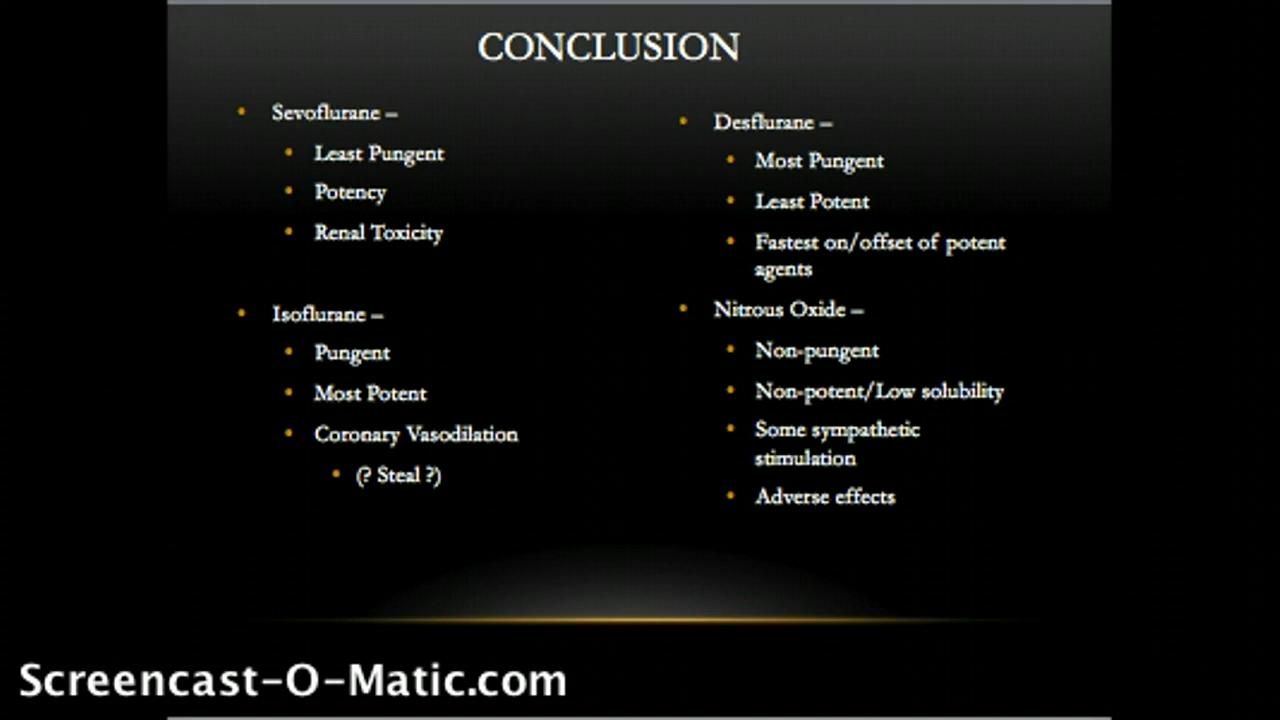 CONCLUSION
Sevoflurane –
Least Pungent
Potency
Renal Toxicity
Isoflurane –
Pungent
Most Potent
Coronary Vasodilation
(? Steal ?)
Desflurane –
Most Pungent
Least Potent
Fastest on/offset of potent
agents
Nitrous Oxide –
Non-pungent
Non-potent/Low solubility
Some sympathetic
stimulation
Adverse effects
Screencast-O-Matic.com